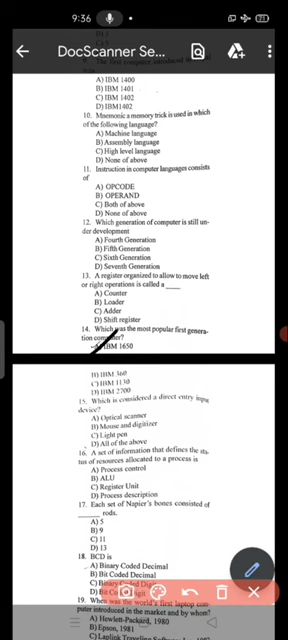 9:36
71
DocScanner Se...
B) 5
9. The first computer introduced in
A) IBM 1400
B) IBM 1401
C) IBM 1402
D) IBM1402
10. Mnemonic a memory trick is used in which
of the following language?
A) Machine language
B) Assembly language
C) High level language
D) None of above
11. Instruction in computer languages consists
of
A) OPCODE
B) OPERAND
C) Both of above
D) None of above
12. Which generation of computer is still un-
der development
A) Fourth Generation
B) Fifth Generation
C) Sixth Generation
D) Seventh Generation
13. A register organized to allow to move left
or right operations is called a ____
A) Counter
B) Loader
C) Adder
D) Shift register
14. Which was the most popular first genera-
tion computer?
A) IBM 1650
B) IBM 360
C) IBM 1130
D) IBM 2700
15. Which is considered a direct entry input
device?
A) Optical scanner
B) Mouse and digitizer
C) Light pen
D) All of the above
16. A set of information that defines the sta-
tus of resources allocated to a process is
A) Process control
B) ALU
C) Register Unit
D) Process description
17. Each set of Napier's bones consisted of
____ rods.
A) 5
B) 9
C) 11
D) 13
18. BCD is
A) Binary Coded Decimal
B) Bit Coded Decimal
C) Binary Coded Digit
D) Bit Coded Digit
19. When was the world's first laptop com-
puter introduced in the market and by whom?
A) Hewlett-Packard, 1980
B) Epson, 1981